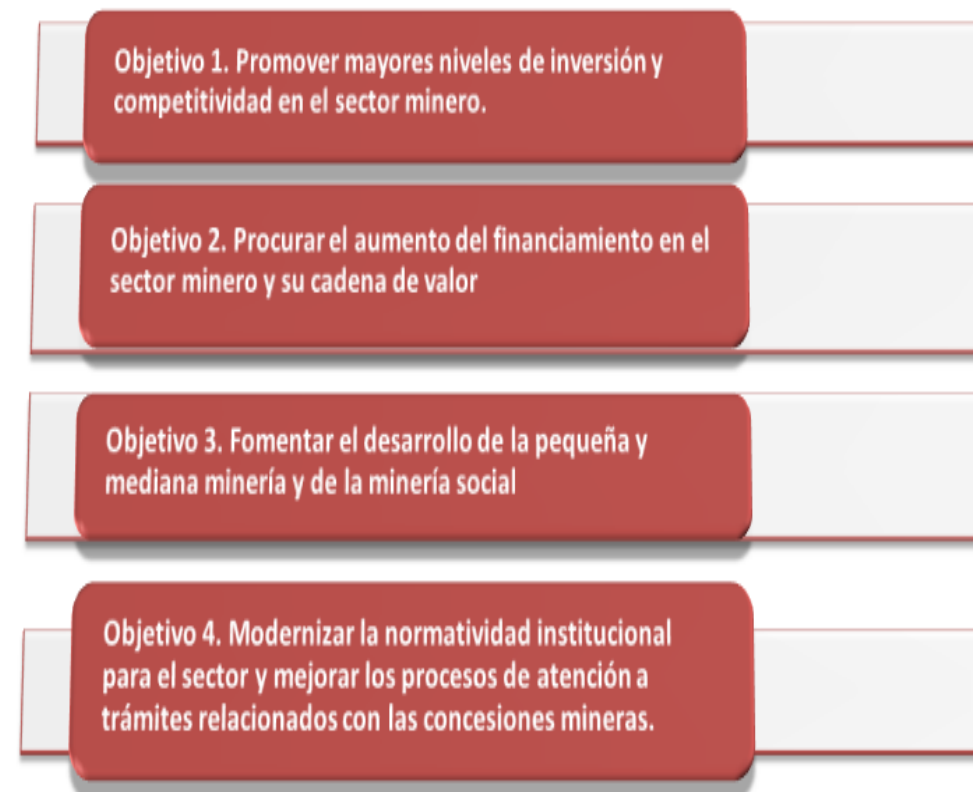 Objetivo 1. Promover mayores niveles de inversión y
competitividad en el sector minero.
Objetivo 2. Procurar el aumento del financiamiento en el
sector minero y su cadena de valor
Objetivo 3. Fomentar el desarrollo de la pequeña y
mediana minería y de la minería social
Objetivo 4. Modernizar la normatividad institucional
para el sector y mejorar los procesos de atención a
trámites relacionados con las concesiones mineras.